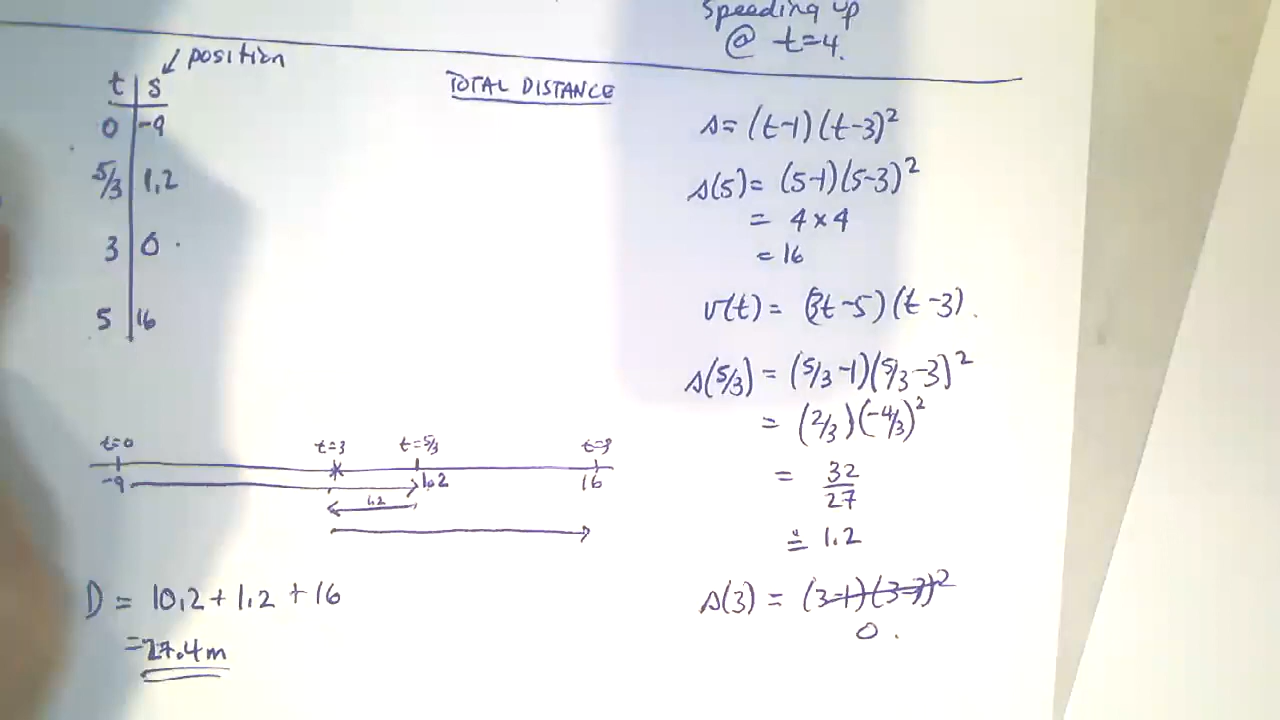 Speeding up
@ t=4.
position
t s
TOTAL DISTANCE
0 -9
5/3 1.2
3 0
5 16
s = (t-1)(t-3)²
s(5) = (5-1)(5-3)²
= 4 × 4
= 16
v(t) = (3t-5)(t-3).
s(5/3) = (5/3-1)(5/3-3)²
= (2/3)(-4/3)²
= 32/27
≐ 1.2
s(3) = (3-1)(3-3)²
0.
t=0 t=3 t=5/3
-9 1.2 16
1.2
D = 10.2 + 1.2 + 16
= 27.4m